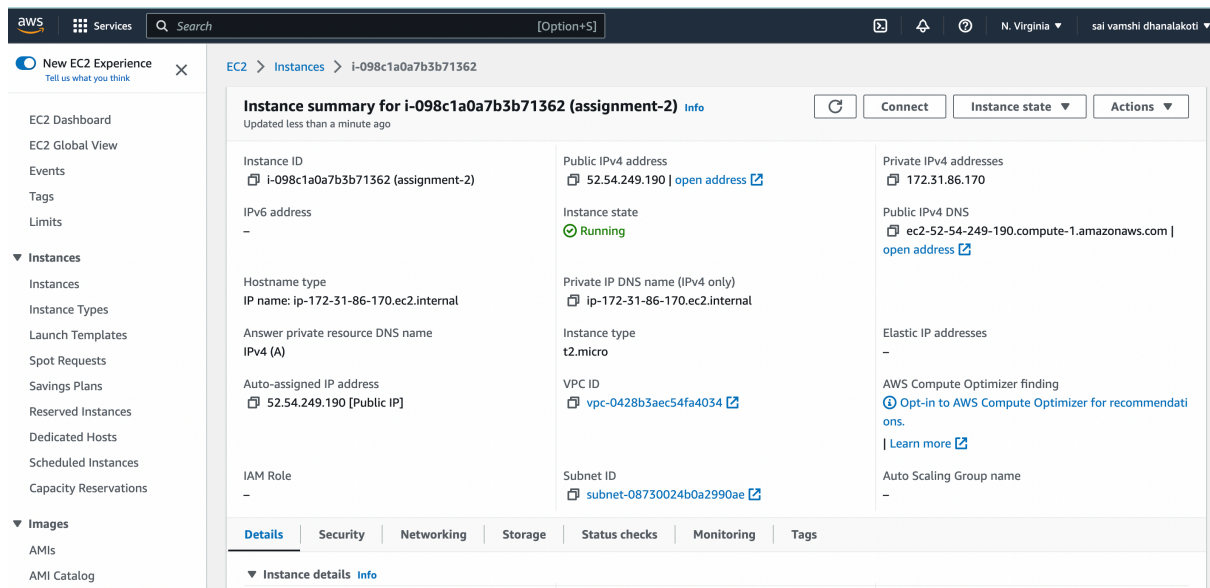 aws
Services
Search [Option+S]
N. Virginia
sai vamshi dhanalakoti
New EC2 Experience
Tell us what you think
EC2 Dashboard
EC2 Global View
Events
Tags
Limits
Instances
Instances
Instance Types
Launch Templates
Spot Requests
Savings Plans
Reserved Instances
Dedicated Hosts
Scheduled Instances
Capacity Reservations
Images
AMIs
AMI Catalog
EC2 > Instances > i-098c1a0a7b3b71362
Instance summary for i-098c1a0a7b3b71362 (assignment-2) Info
Updated less than a minute ago
Connect
Instance state
Actions
Instance ID
i-098c1a0a7b3b71362 (assignment-2)
Public IPv4 address
52.54.249.190 | open address
Private IPv4 addresses
172.31.86.170
IPv6 address
–
Instance state
Running
Public IPv4 DNS
ec2-52-54-249-190.compute-1.amazonaws.com |
open address
Hostname type
IP name: ip-172-31-86-170.ec2.internal
Private IP DNS name (IPv4 only)
ip-172-31-86-170.ec2.internal
Answer private resource DNS name
IPv4 (A)
Instance type
t2.micro
Elastic IP addresses
–
Auto-assigned IP address
52.54.249.190 [Public IP]
VPC ID
vpc-0428b3aec54fa4034
AWS Compute Optimizer finding
Opt-in to AWS Compute Optimizer for recommendati
ons.
| Learn more
IAM Role
–
Subnet ID
subnet-08730024b0a2990ae
Auto Scaling Group name
–
Details
Security
Networking
Storage
Status checks
Monitoring
Tags
Instance details Info